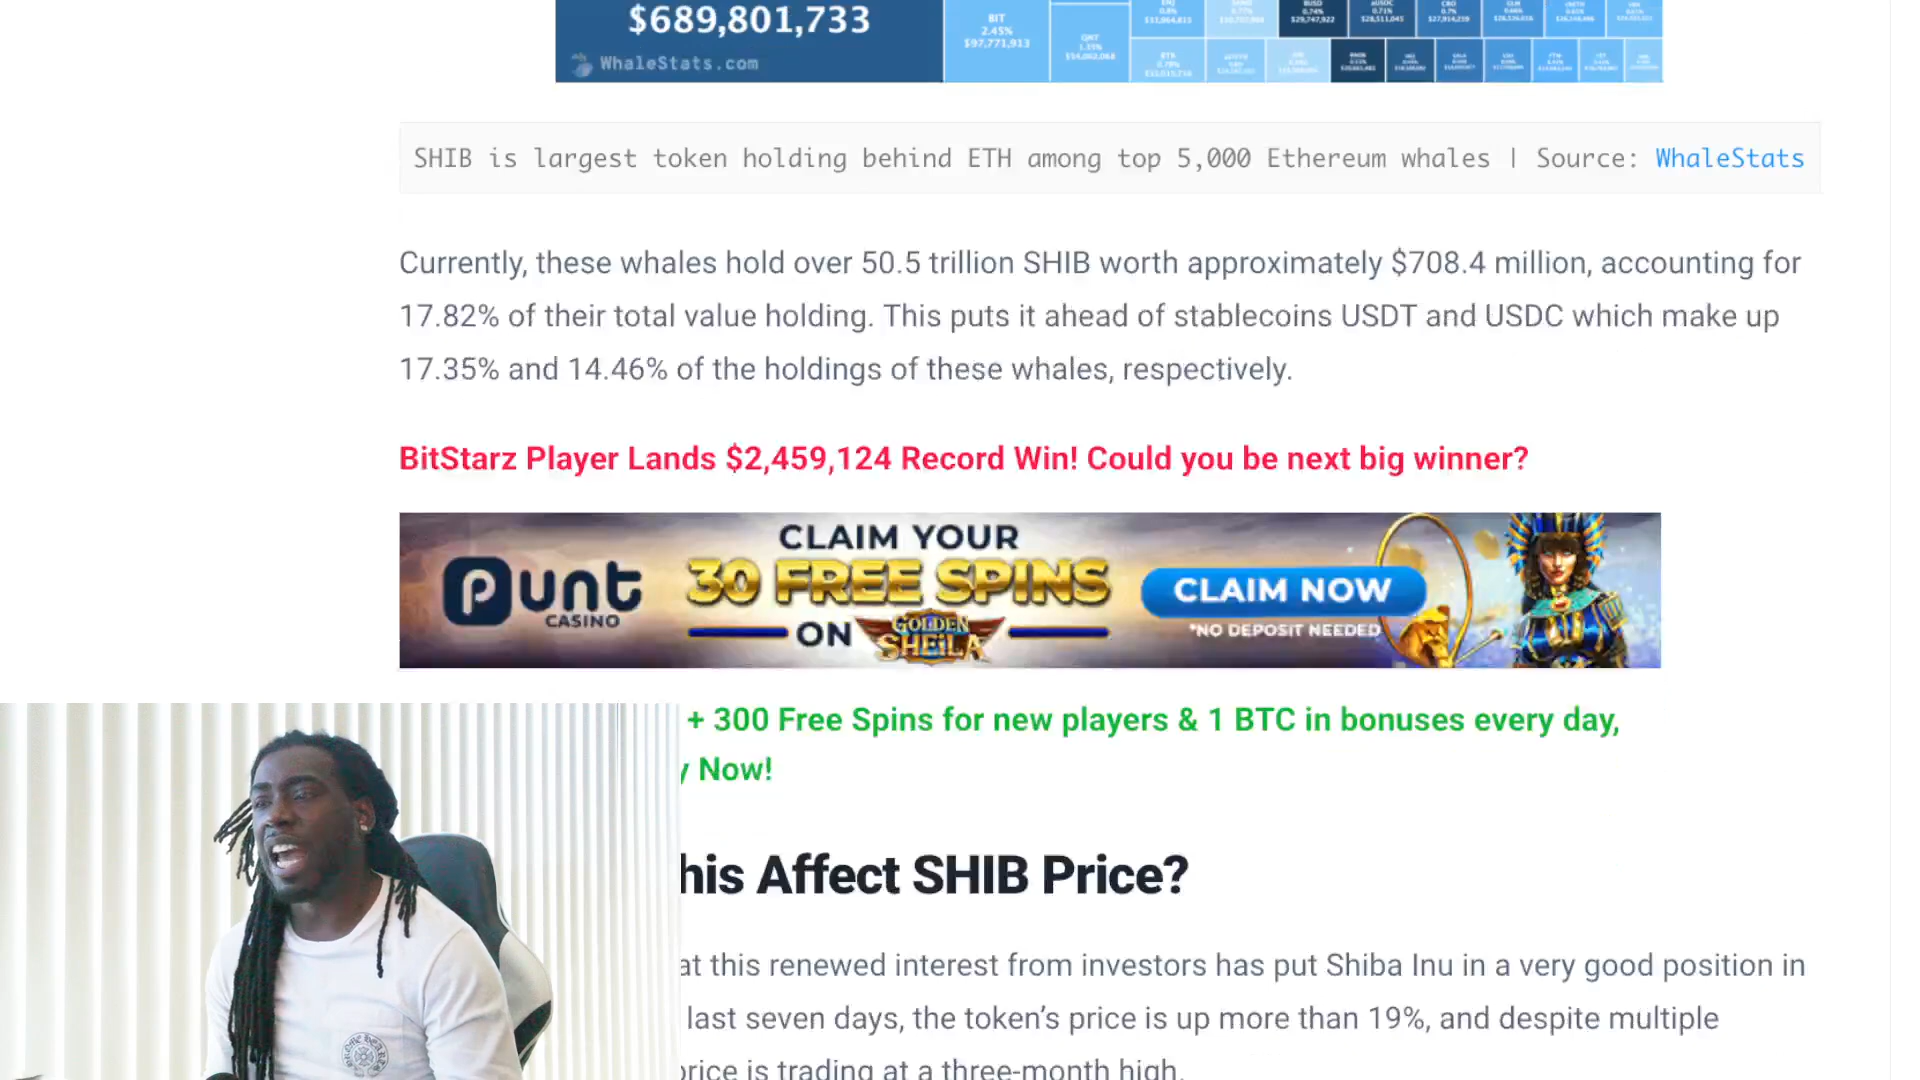 $689,801,733
WhaleStats.com
BIT
2.45%
$97,771,913
QNT
1.35%
SHIB is largest token holding behind ETH among top 5,000 Ethereum whales | Source: WhaleStats
Currently, these whales hold over 50.5 trillion SHIB worth approximately $708.4 million, accounting for
17.82% of their total value holding. This puts it ahead of stablecoins USDT and USDC which make up
17.35% and 14.46% of the holdings of these whales, respectively.
BitStarz Player Lands $2,459,124 Record Win! Could you be next big winner?
punt
CASINO
CLAIM YOUR
30 FREE SPINS
ON GOLDEN SHEILA
CLAIM NOW
*NO DEPOSIT NEEDED
+ 300 Free Spins for new players & 1 BTC in bonuses every day,
y Now!
his Affect SHIB Price?
at this renewed interest from investors has put Shiba Inu in a very good position in
last seven days, the token’s price is up more than 19%, and despite multiple
price is trading at a three-month high.